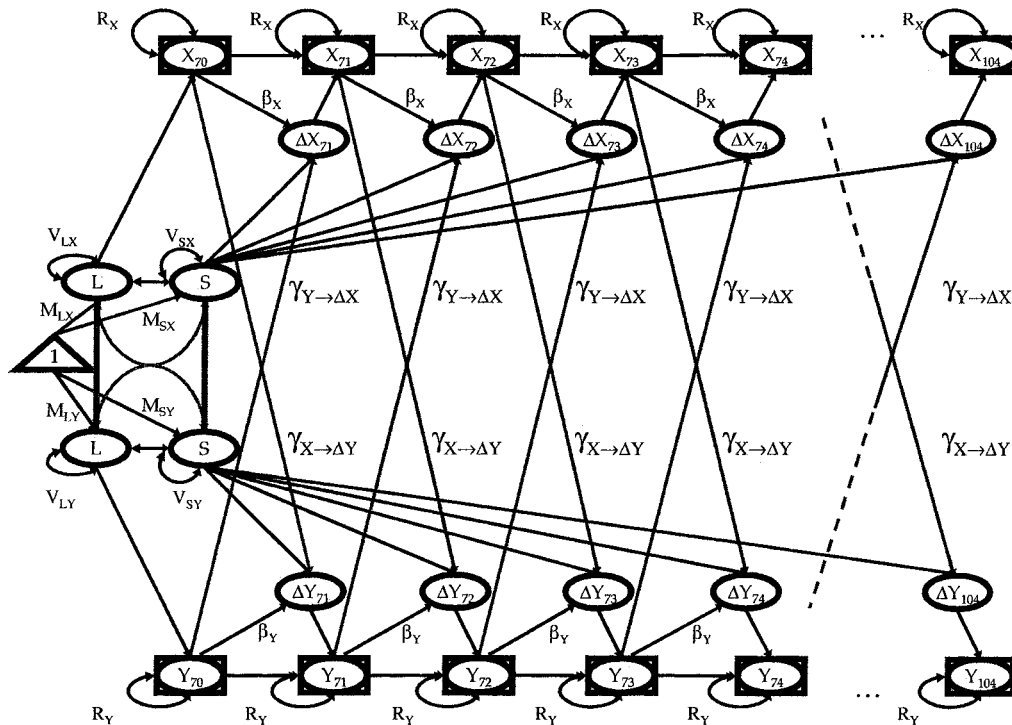 R_X R_X R_X R_X R_X ... R_X
X_70 X_71 X_72 X_73 X_74 X_104
β_X β_X β_X β_X
ΔX_71 ΔX_72 ΔX_73 ΔX_74 ΔX_104
V_LX V_SX
L S
γ_Y→ΔX γ_Y→ΔX γ_Y→ΔX γ_Y→ΔX γ_Y→ΔX
M_LX M_SX
1
M_LY M_SY
γ_X→ΔY γ_X→ΔY γ_X→ΔY γ_X→ΔY γ_X→ΔY
L S
V_LY V_SY
ΔY_71 ΔY_72 ΔY_73 ΔY_74 ΔY_104
β_Y β_Y β_Y β_Y
Y_70 Y_71 Y_72 Y_73 Y_74 Y_104
R_Y R_Y R_Y R_Y R_Y ... R_Y